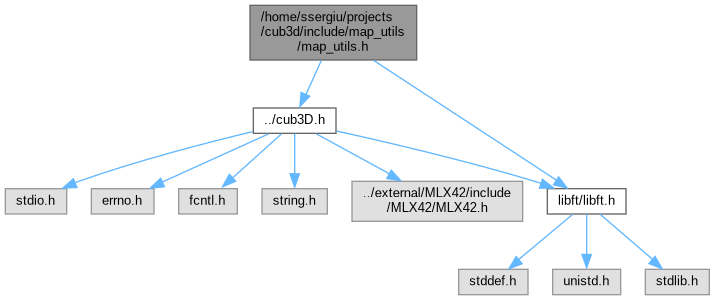 /home/ssergiu/projects
/cub3d/include/map_utils
/map_utils.h
../cub3D.h
stdio.h
errno.h
fcntl.h
string.h
../external/MLX42/include
/MLX42/MLX42.h
libft/libft.h
stddef.h
unistd.h
stdlib.h